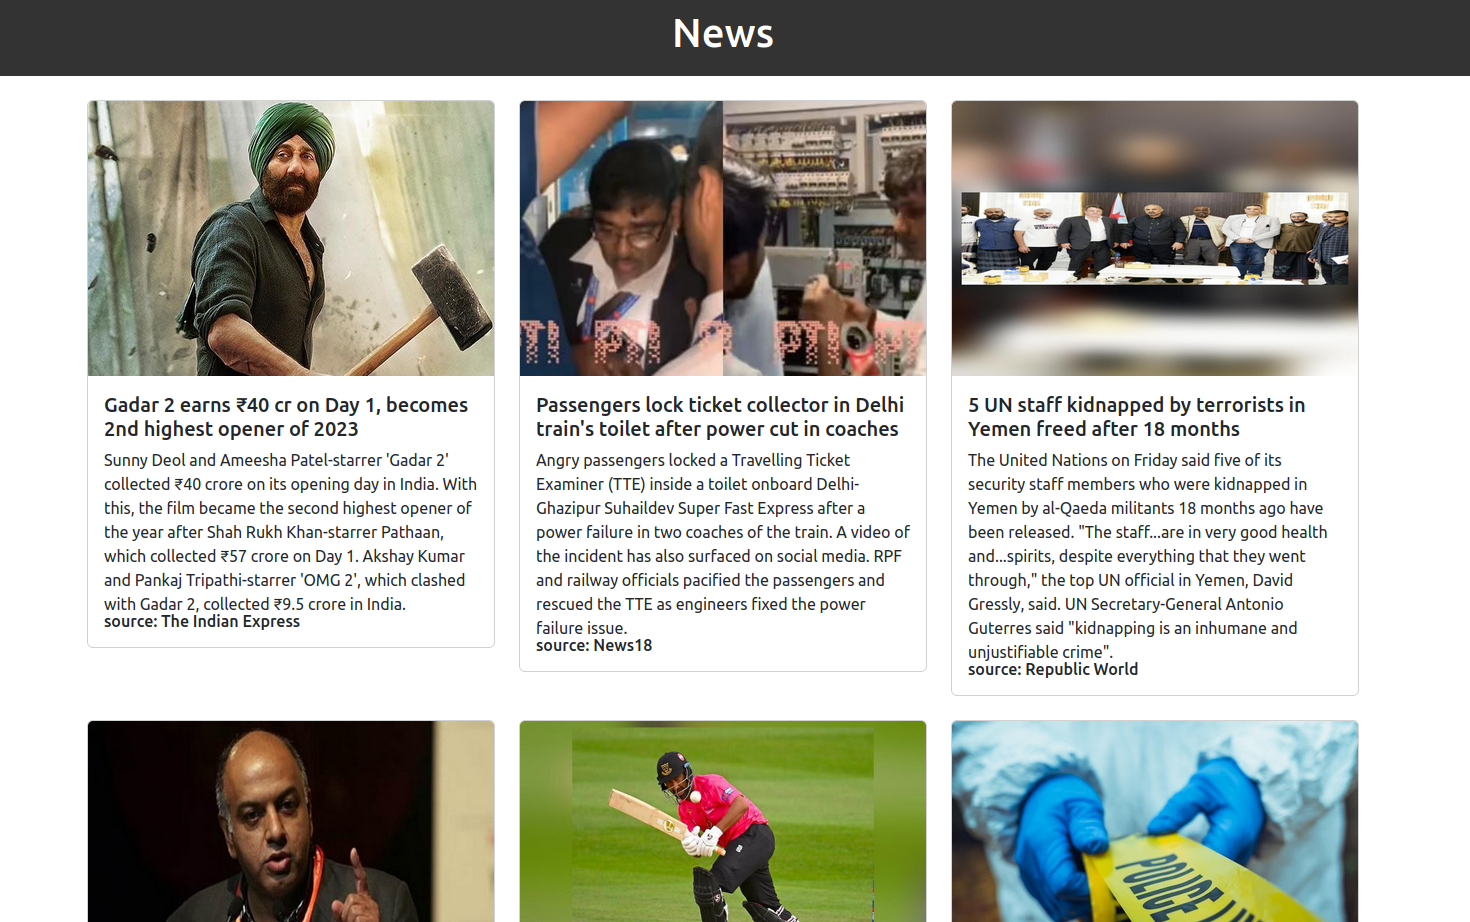 News
Gadar 2 earns ₹40 cr on Day 1, becomes
2nd highest opener of 2023
Sunny Deol and Ameesha Patel-starrer 'Gadar 2'
collected ₹40 crore on its opening day in India. With
this, the film became the second highest opener of
the year after Shah Rukh Khan-starrer Pathaan,
which collected ₹57 crore on Day 1. Akshay Kumar
and Pankaj Tripathi-starrer 'OMG 2', which clashed
with Gadar 2, collected ₹9.5 crore in India.
source: The Indian Express
PTI PTI PTI
Passengers lock ticket collector in Delhi
train's toilet after power cut in coaches
Angry passengers locked a Travelling Ticket
Examiner (TTE) inside a toilet onboard Delhi-
Ghazipur Suhaildev Super Fast Express after a
power failure in two coaches of the train. A video of
the incident has also surfaced on social media. RPF
and railway officials pacified the passengers and
rescued the TTE as engineers fixed the power
failure issue.
source: News18
5 UN staff kidnapped by terrorists in
Yemen freed after 18 months
The United Nations on Friday said five of its
security staff members who were kidnapped in
Yemen by al-Qaeda militants 18 months ago have
been released. "The staff...are in very good health
and...spirits, despite everything that they went
through," the top UN official in Yemen, David
Gressly, said. UN Secretary-General Antonio
Guterres said "kidnapping is an inhumane and
unjustifiable crime".
source: Republic World
POLICE